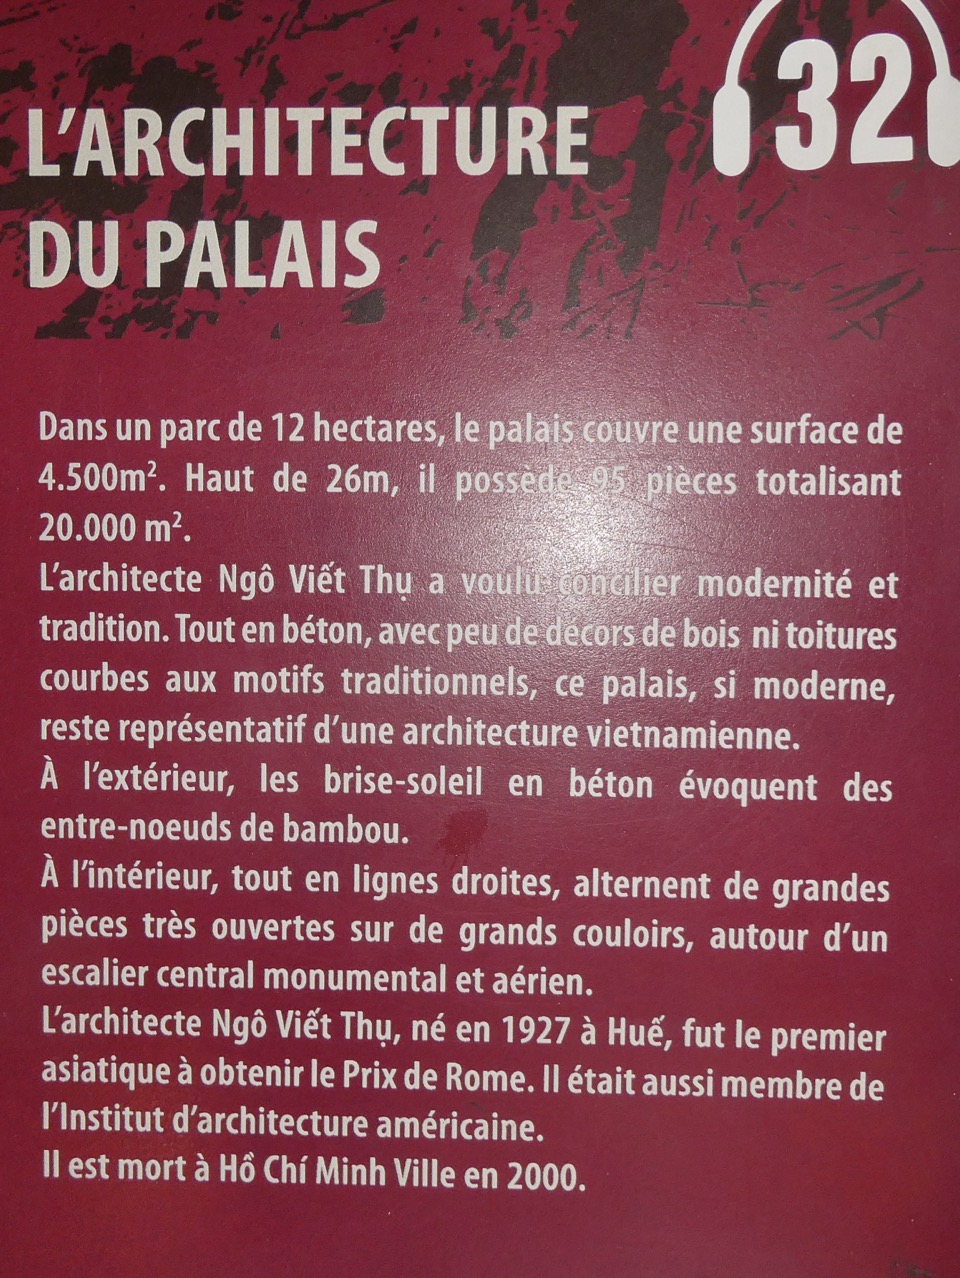 32
L'ARCHITECTURE
DU PALAIS
Dans un parc de 12 hectares, le palais couvre une surface de
4.500m². Haut de 26m, il possède 95 pièces totalisant
20.000 m².
L'architecte Ngô Viết Thụ a voulu concilier modernité et
tradition. Tout en béton, avec peu de décors de bois ni toitures
courbes aux motifs traditionnels, ce palais, si moderne,
reste représentatif d'une architecture vietnamienne.
À l'extérieur, les brise-soleil en béton évoquent des
entre-noeuds de bambou.
À l'intérieur, tout en lignes droites, alternent de grandes
pièces très ouvertes sur de grands couloirs, autour d'un
escalier central monumental et aérien.
L'architecte Ngô Viết Thụ, né en 1927 à Huế, fut le premier
asiatique à obtenir le Prix de Rome. Il était aussi membre de
l'Institut d'architecture américaine.
Il est mort à Hồ Chí Minh Ville en 2000.